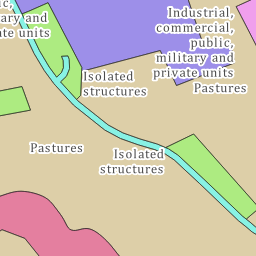 c,
ary and
ate units
Industrial,
commercial,
public,
military and
private units
Pastures
Isolated
structures
Pastures
Isolated
structures